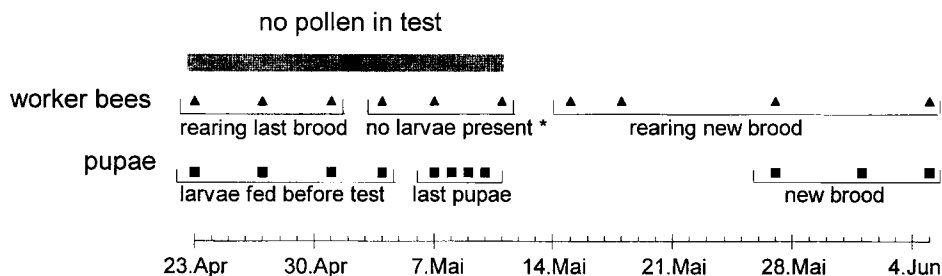 no pollen in test
worker bees
rearing last brood no larvae present * rearing new brood
pupae
larvae fed before test last pupae new brood
23.Apr 30.Apr 7.Mai 14.Mai 21.Mai 28.Mai 4.Jun